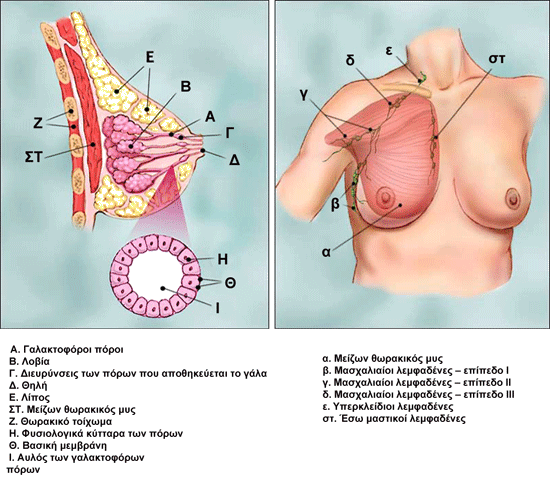 Ε
Β
Α
Γ
Δ
Ζ
ΣΤ
Η
Θ
Ι
ε
δ
στ
γ
β
α
Α. Γαλακτοφόροι πόροι
Β. Λοβία
Γ. Διευρύνσεις των πόρων που αποθηκεύεται το γάλα
Δ. Θηλή
Ε. Λίπος
ΣΤ. Μείζων θωρακικός μυς
Ζ. Θωρακικό τοίχωμα
Η. Φυσιολογικά κύτταρα των πόρων
Θ. Βασική μεμβράνη
Ι. Αυλός των γαλακτοφόρων
πόρων
α. Μείζων θωρακικός μυς
β. Μασχαλιαίοι λεμφαδένες – επίπεδο Ι
γ. Μασχαλιαίοι λεμφαδένες – επίπεδο ΙΙ
δ. Μασχαλιαίοι λεμφαδένες – επίπεδο ΙΙΙ
ε. Υπερκλείδιοι λεμφαδένες
στ. Έσω μαστικοί λεμφαδένες